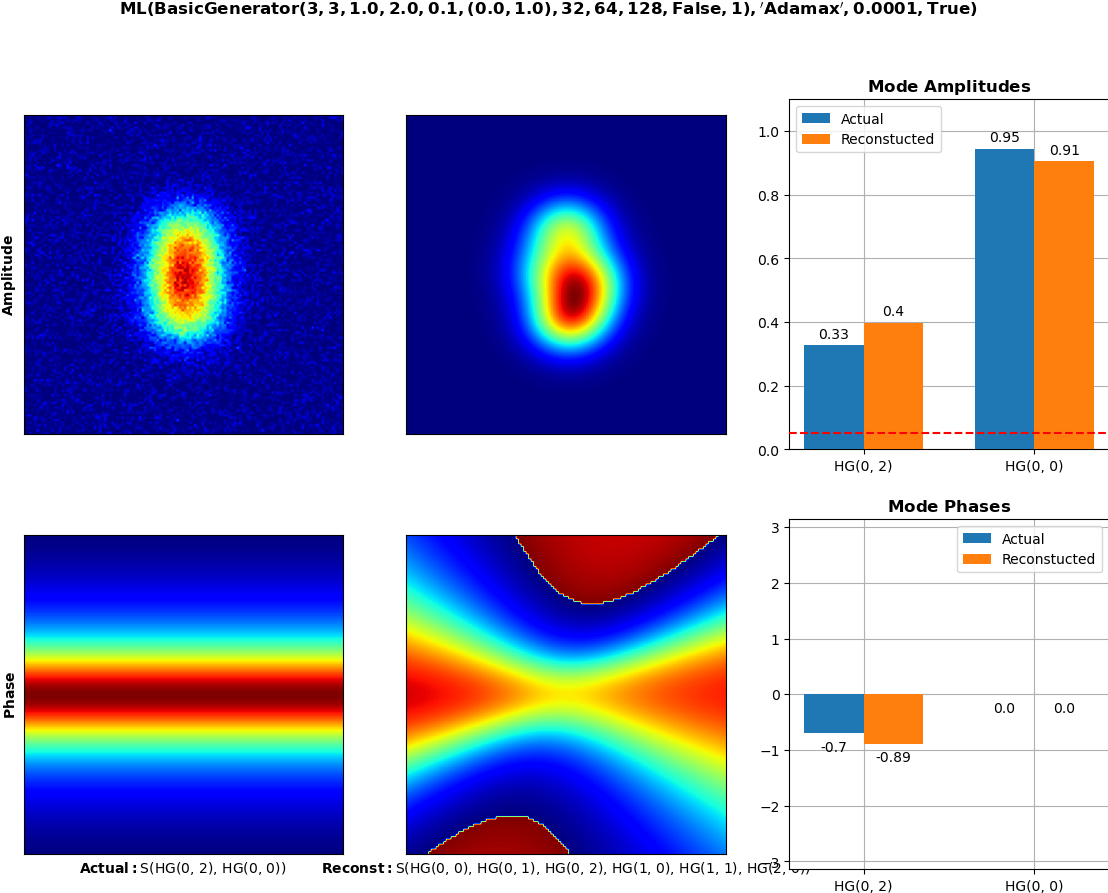 ML(BasicGenerator(3, 3, 1.0, 2.0, 0.1, (0.0, 1.0), 32, 64, 128, False, 1), ′Adamax′, 0.0001, True)
Amplitude
Mode Amplitudes
Actual
Reconstucted
1.0
0.8
0.6
0.4
0.2
0.0
0.33
0.4
0.95
0.91
HG(0, 2)
HG(0, 0)
Phase
Actual: S(HG(0, 2), HG(0, 0))
Reconst: S(HG(0, 0), HG(0, 1), HG(0, 2), HG(1, 0), HG(1, 1), HG(2, 0))
Mode Phases
Actual
Reconstucted
3
2
1
0
−1
−2
−3
-0.7
-0.89
0.0
0.0
HG(0, 2)
HG(0, 0)